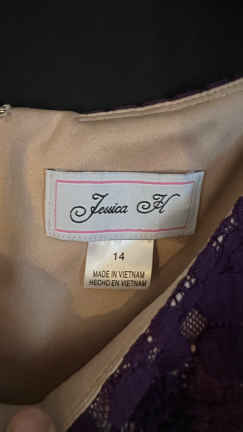 Jessica H
14
MADE IN VIETNAM
HECHO EN VIETNAM